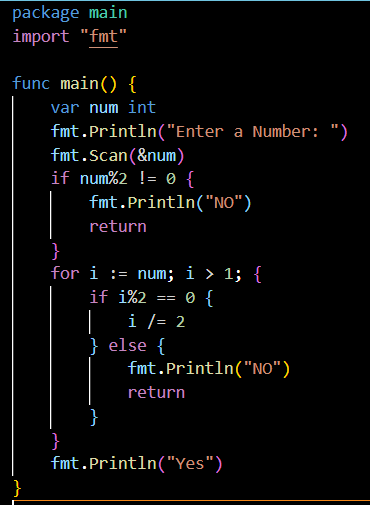 package main
import "fmt"
func main() {
    var num int
    fmt.Println("Enter a Number: ")
    fmt.Scan(&num)
    if num%2 != 0 {
        fmt.Println("NO")
        return
    }
    for i := num; i > 1; {
        if i%2 == 0 {
            i /= 2
        } else {
            fmt.Println("NO")
            return
        }
    }
    fmt.Println("Yes")
}